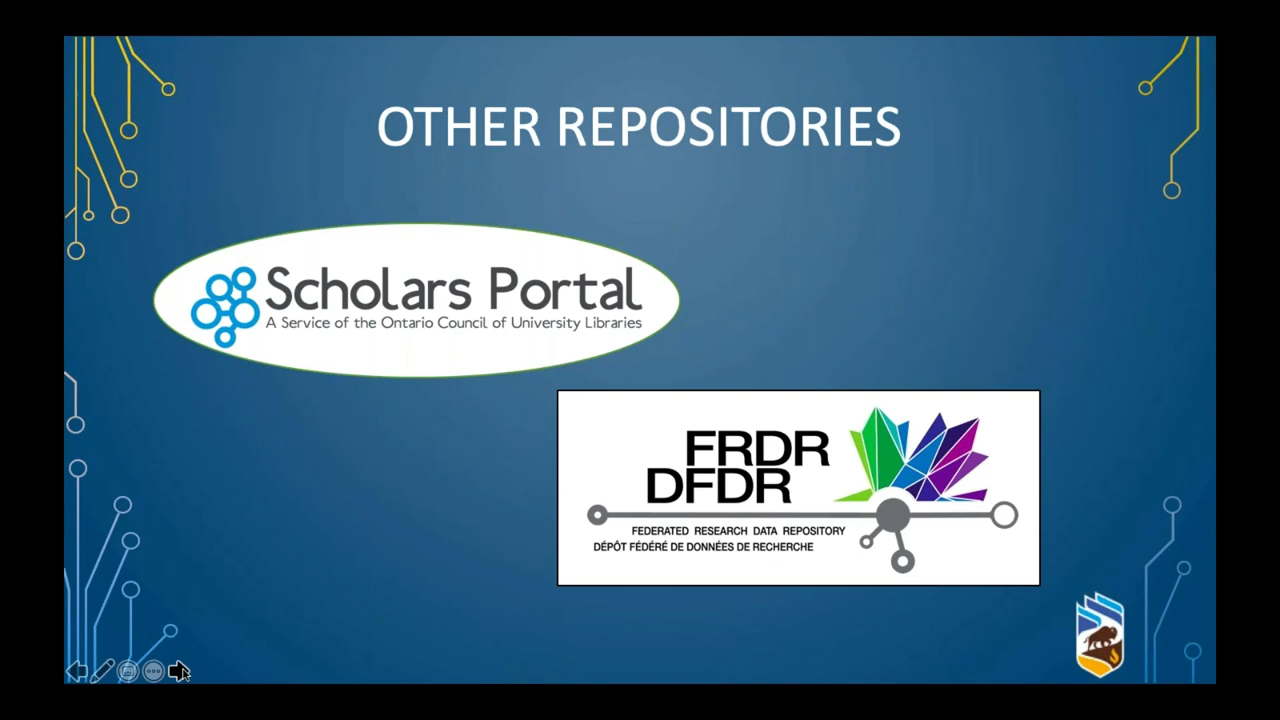 OTHER REPOSITORIES
Scholars Portal
A Service of the Ontario Council of University Libraries
FRDR
DFDR
FEDERATED RESEARCH DATA REPOSITORY
DÉPÔT FÉDÉRÉ DE DONNÉES DE RECHERCHE